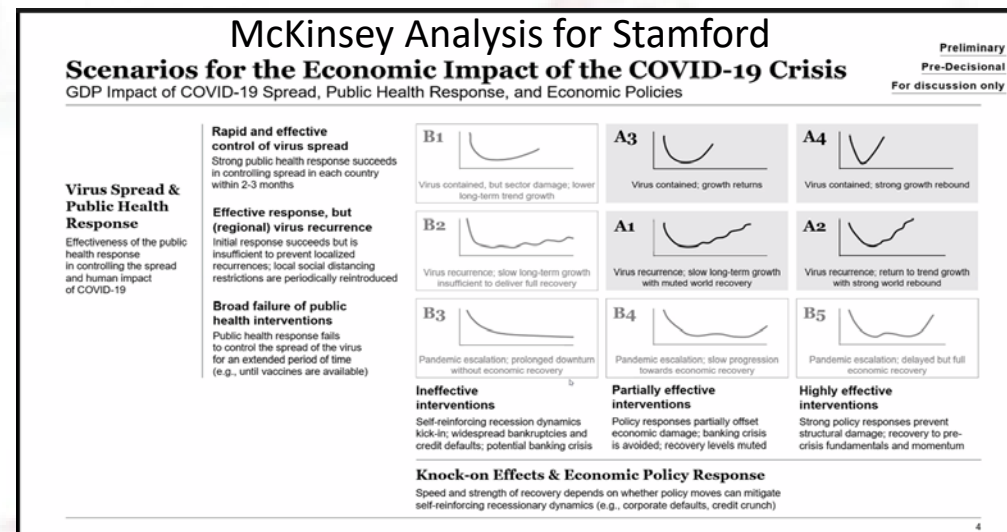 McKinsey Analysis for Stamford
Scenarios for the Economic Impact of the COVID-19 Crisis
GDP Impact of COVID-19 Spread, Public Health Response, and Economic Policies
Preliminary
Pre-Decisional
For discussion only
Virus Spread &
Public Health
Response
Effectiveness of the public
health response
in controlling the spread
and human impact
of COVID-19
Rapid and effective
control of virus spread
Strong public health response succeeds
in controlling spread in each country
within 2-3 months
Effective response, but
(regional) virus recurrence
Initial response succeeds but is
insufficient to prevent localized
recurrences; local social distancing
restrictions are periodically reintroduced
Broad failure of public
health interventions
Public health response fails
to control the spread of the virus
for an extended period of time
(e.g., until vaccines are available)
B1
Virus contained, but sector damage; lower
long-term trend growth
A3
Virus contained; growth returns
A4
Virus contained; strong growth rebound
B2
Virus recurrence; slow long-term growth
insufficient to deliver full recovery
A1
Virus recurrence; slow long-term growth
with muted world recovery
A2
Virus recurrence; return to trend growth
with strong world rebound
B3
Pandemic escalation; prolonged downturn
without economic recovery
B4
Pandemic escalation; slow progression
towards economic recovery
B5
Pandemic escalation; delayed but full
economic recovery
Ineffective
interventions
Self-reinforcing recession dynamics
kick-in; widespread bankruptcies and
credit defaults; potential banking crisis
Partially effective
interventions
Policy responses partially offset
economic damage; banking crisis
is avoided; recovery levels muted
Highly effective
interventions
Strong policy responses prevent
structural damage; recovery to pre-
crisis fundamentals and momentum
Knock-on Effects & Economic Policy Response
Speed and strength of recovery depends on whether policy moves can mitigate
self-reinforcing recessionary dynamics (e.g., corporate defaults, credit crunch)
4